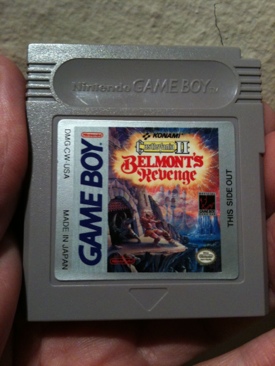 Nintendo GAME BOY
DMG-CW-USA
MADE IN JAPAN
Nintendo
GAME BOY
KONAMI
Castlevania II
BELMONT'S
Revenge
THIS SIDE OUT